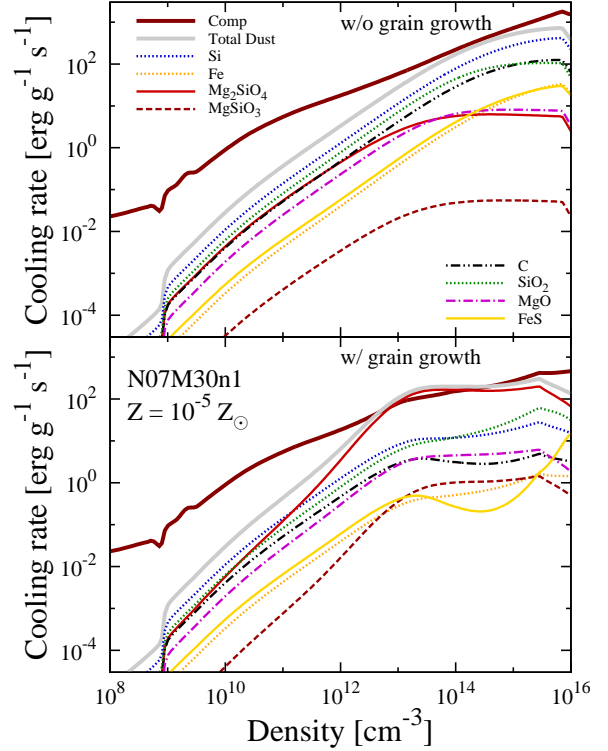 Comp
Total Dust
Si
Fe
Mg₂SiO₄
MgSiO₃
w/o grain growth
Cooling rate [erg g⁻¹ s⁻¹]
10²
10⁰
10⁻²
10⁻⁴
C
SiO₂
MgO
FeS
w/ grain growth
N07M30n1
Z = 10⁻⁵ Z☉
Cooling rate [erg g⁻¹ s⁻¹]
10²
10⁰
10⁻²
10⁻⁴
10⁸ 10¹⁰ 10¹² 10¹⁴ 10¹⁶
Density [cm⁻³]